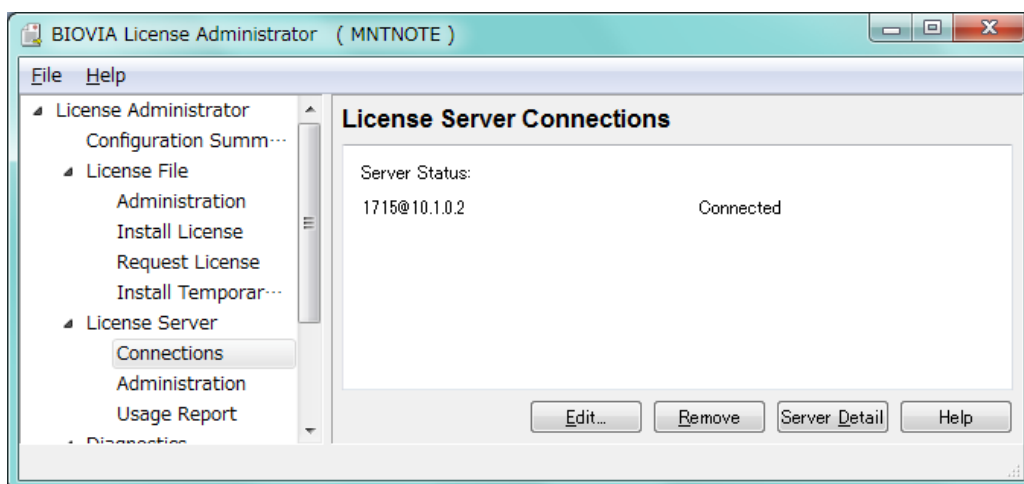 BIOVIA License Administrator ( MNTNOTE )
File Help
License Administrator
Configuration Summ···
License File
Administration
Install License
Request License
Install Temporar···
License Server
Connections
Administration
Usage Report
Diagnostics
License Server Connections
Server Status:
1715@10.1.0.2 Connected
Edit... Remove Server Detail Help